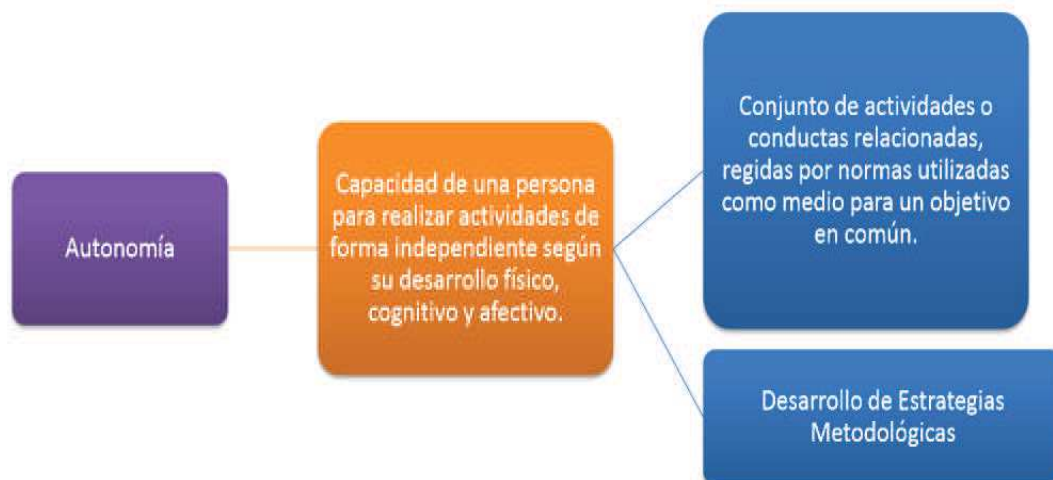 Autonomía
Capacidad de una persona
para realizar actividades de
forma independiente según
su desarrollo físico,
cognitivo y afectivo.
Conjunto de actividades o
conductas relacionadas,
regidas por normas utilizadas
como medio para un objetivo
en común.
Desarrollo de Estrategias
Metodológicas